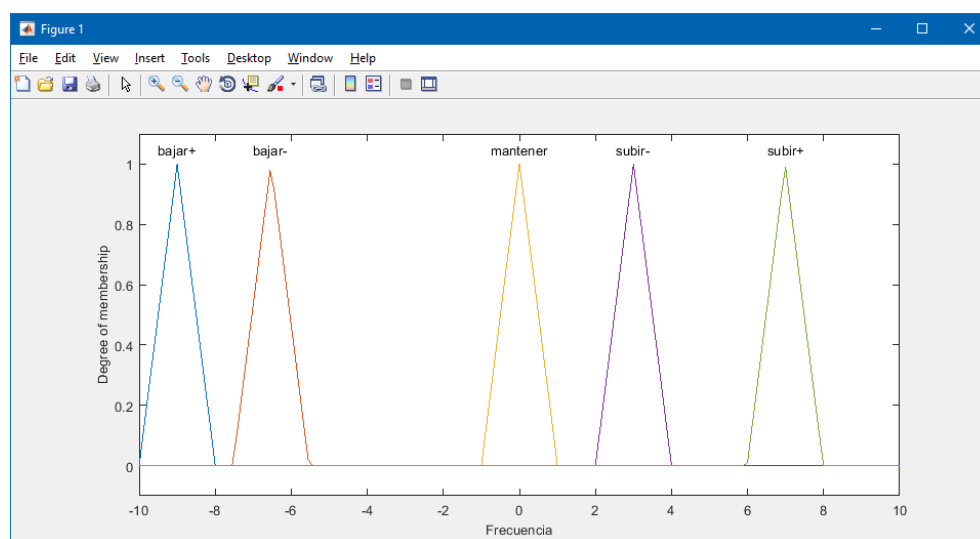 Figure 1
File Edit View Insert Tools Desktop Window Help
bajar+ bajar- mantener subir- subir+
1
0.8
0.6
0.4
0.2
0
Degree of membership
-10 -8 -6 -4 -2 0 2 4 6 8 10
Frecuencia